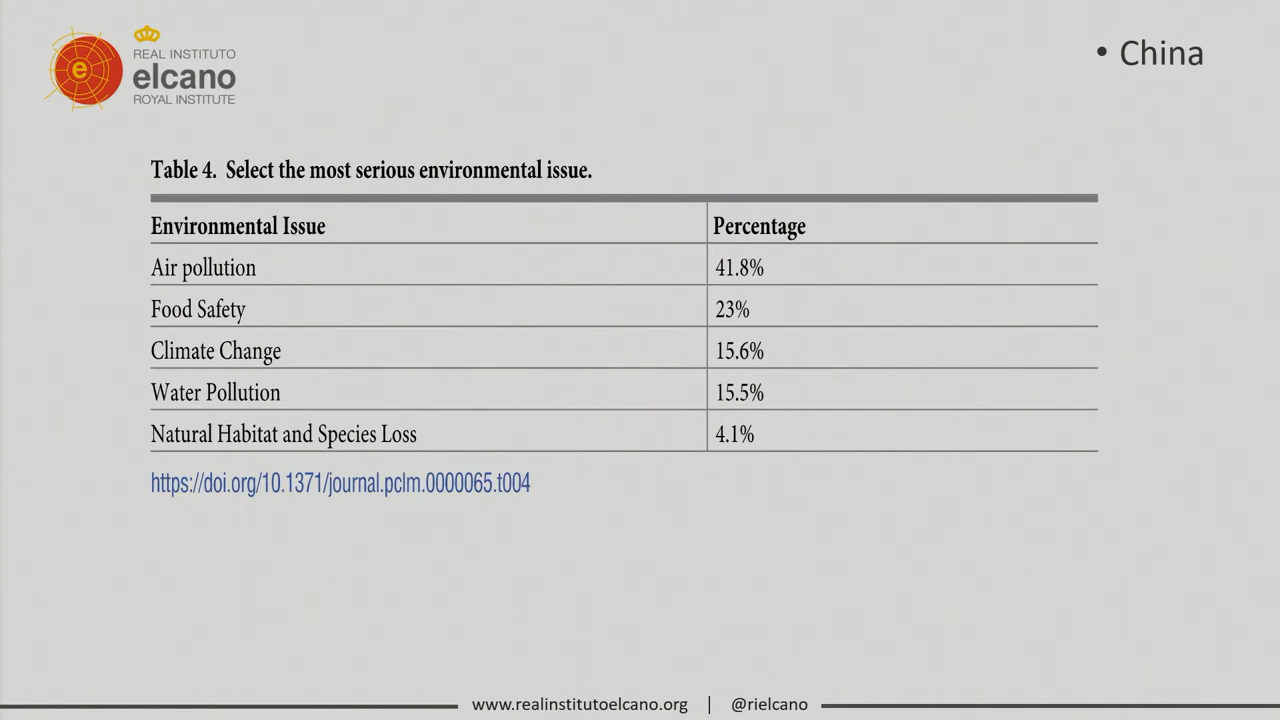 REAL INSTITUTO
elcano
ROYAL INSTITUTE
• China
Table 4. Select the most serious environmental issue.
Environmental Issue Percentage
Air pollution 41.8%
Food Safety 23%
Climate Change 15.6%
Water Pollution 15.5%
Natural Habitat and Species Loss 4.1%
https://doi.org/10.1371/journal.pclm.0000065.t004
www.realinstitutoelcano.org | @rielcano